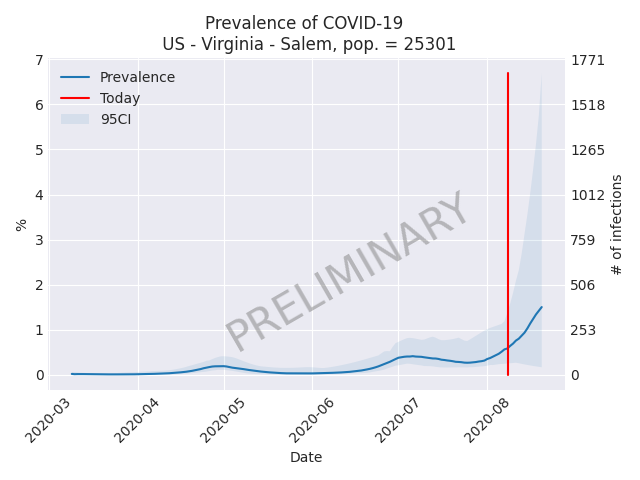 Prevalence of COVID-19
US - Virginia - Salem, pop. = 25301
Prevalence
Today
95CI
7
6
5
4
3
2
1
0
%
1771
1518
1265
1012
759
506
253
0
# of infections
PRELIMINARY
2020-03
2020-04
2020-05
2020-06
2020-07
2020-08
Date